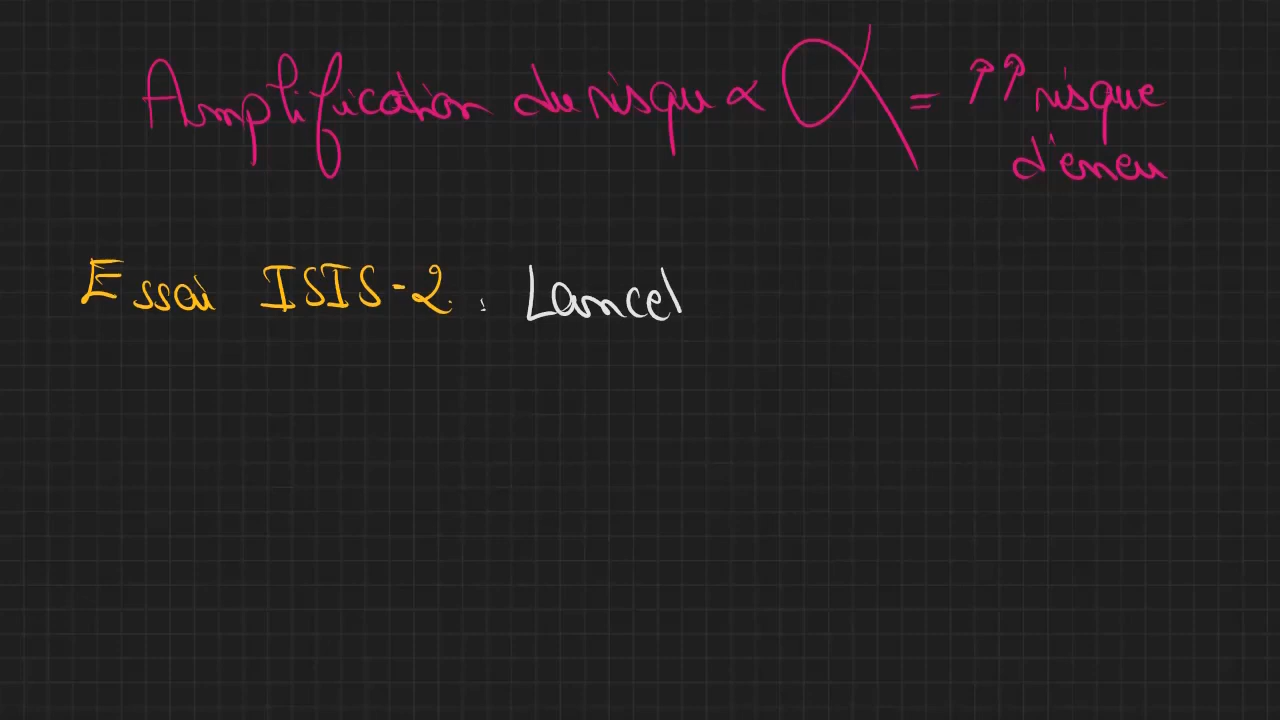 Amplification du risque α α = ↑↑ risque
d'erreur
Essai ISIS-2 : Lancel